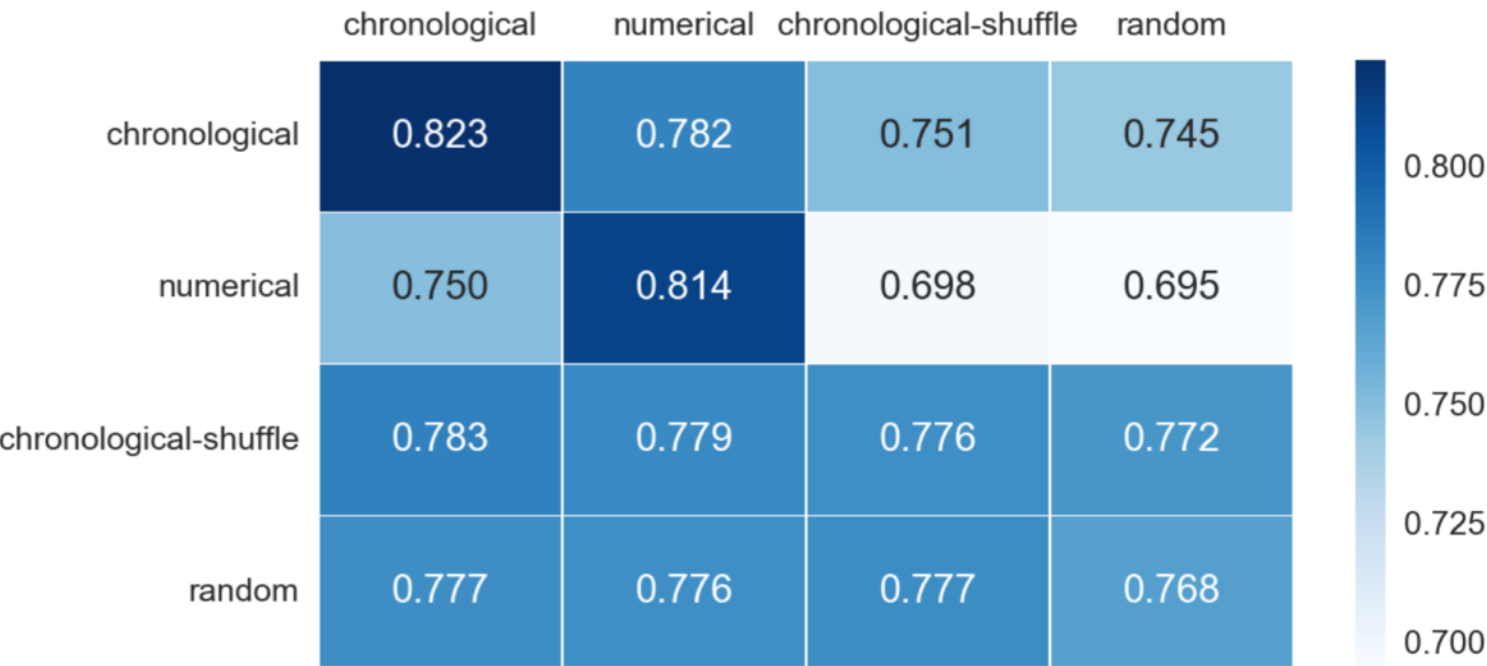 chronological numerical chronological-shuffle random
chronological 0.823 0.782 0.751 0.745
0.800
numerical 0.750 0.814 0.698 0.695
0.775
0.750
chronological-shuffle 0.783 0.779 0.776 0.772
0.725
random 0.777 0.776 0.777 0.768
0.700